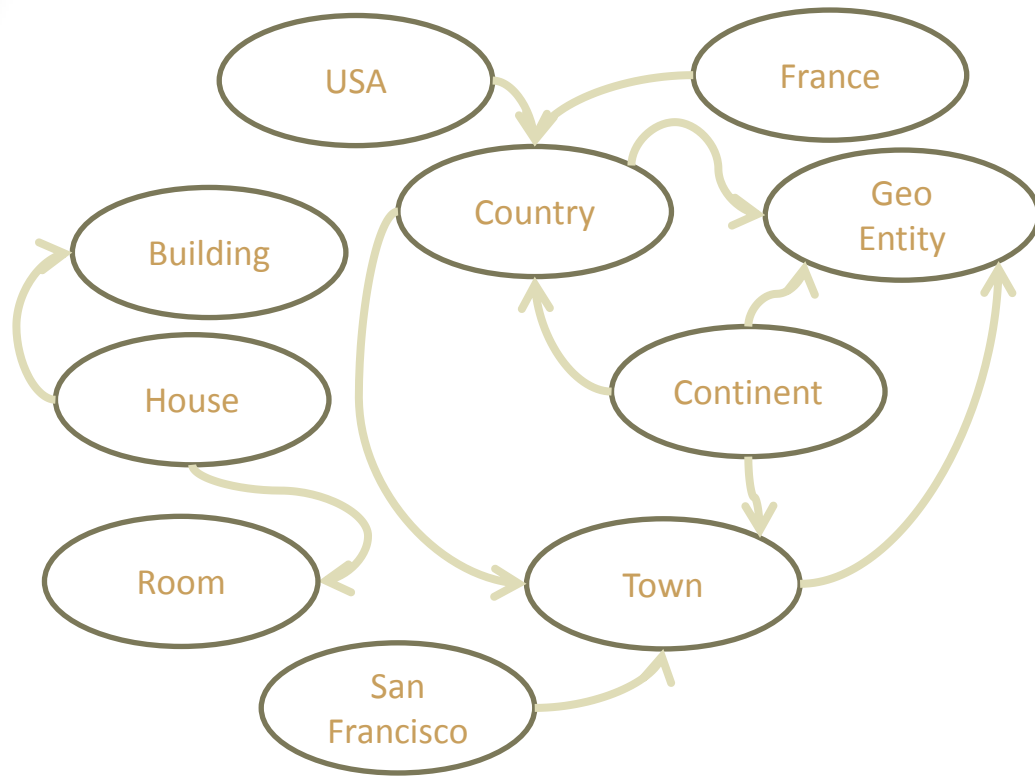 USA
France
Country
Geo
Entity
Building
House
Continent
Room
Town
San
Francisco